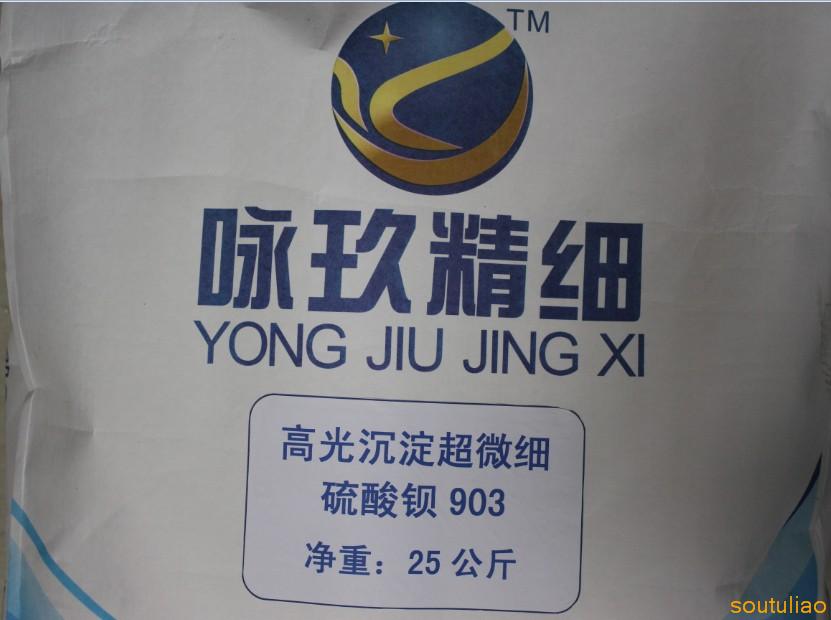 TM
咏玖精细
YONG JIU JING XI
高光沉淀超微细
硫酸钡 903
净重：25 公斤
soutuliao